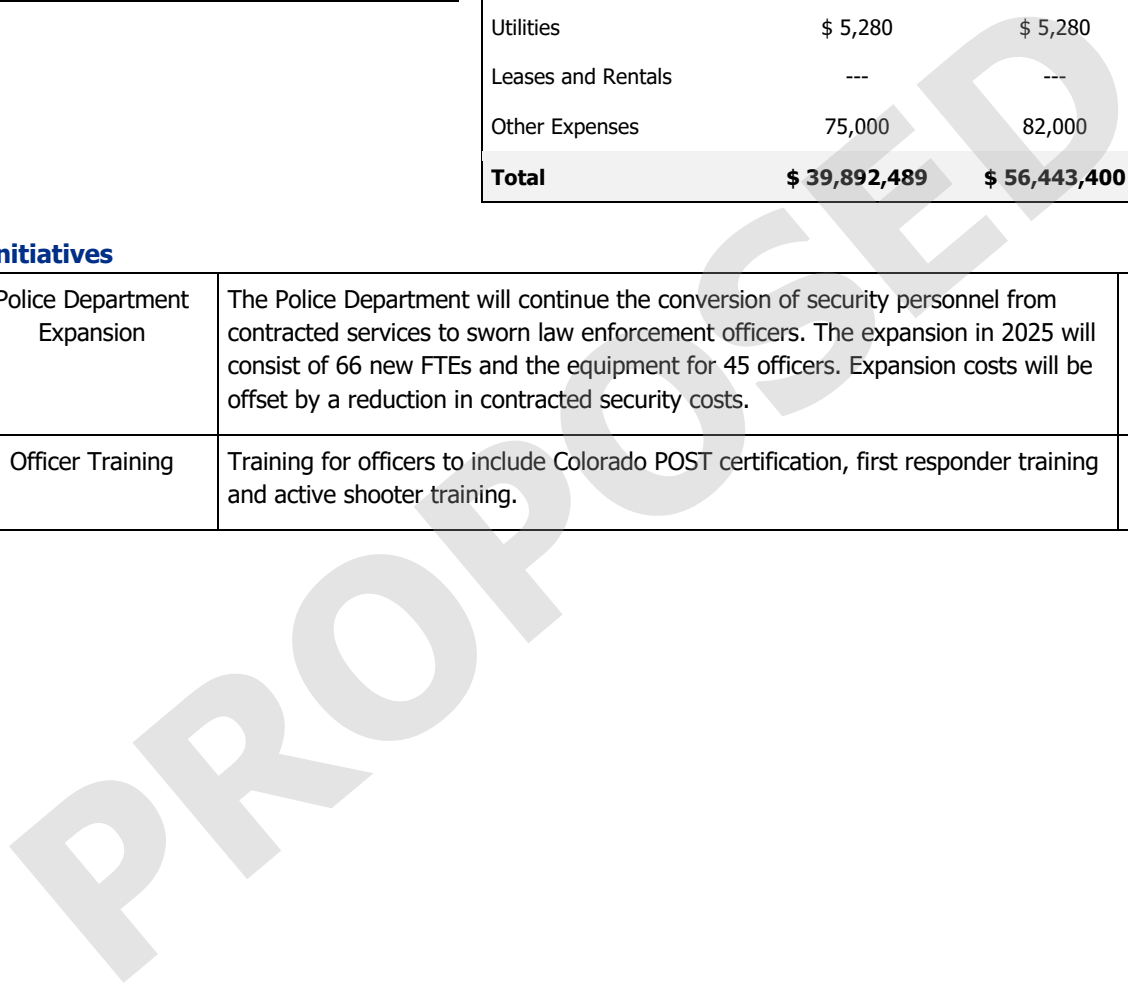 Utilities $ 5,280 $ 5,280
Leases and Rentals --- ---
Other Expenses 75,000 82,000
Total $ 39,892,489 $ 56,443,400
nitiatives
Police Department
Expansion
The Police Department will continue the conversion of security personnel from
contracted services to sworn law enforcement officers. The expansion in 2025 will
consist of 66 new FTEs and the equipment for 45 officers. Expansion costs will be
offset by a reduction in contracted security costs.
Officer Training
Training for officers to include Colorado POST certification, first responder training
and active shooter training.
PROPOSED